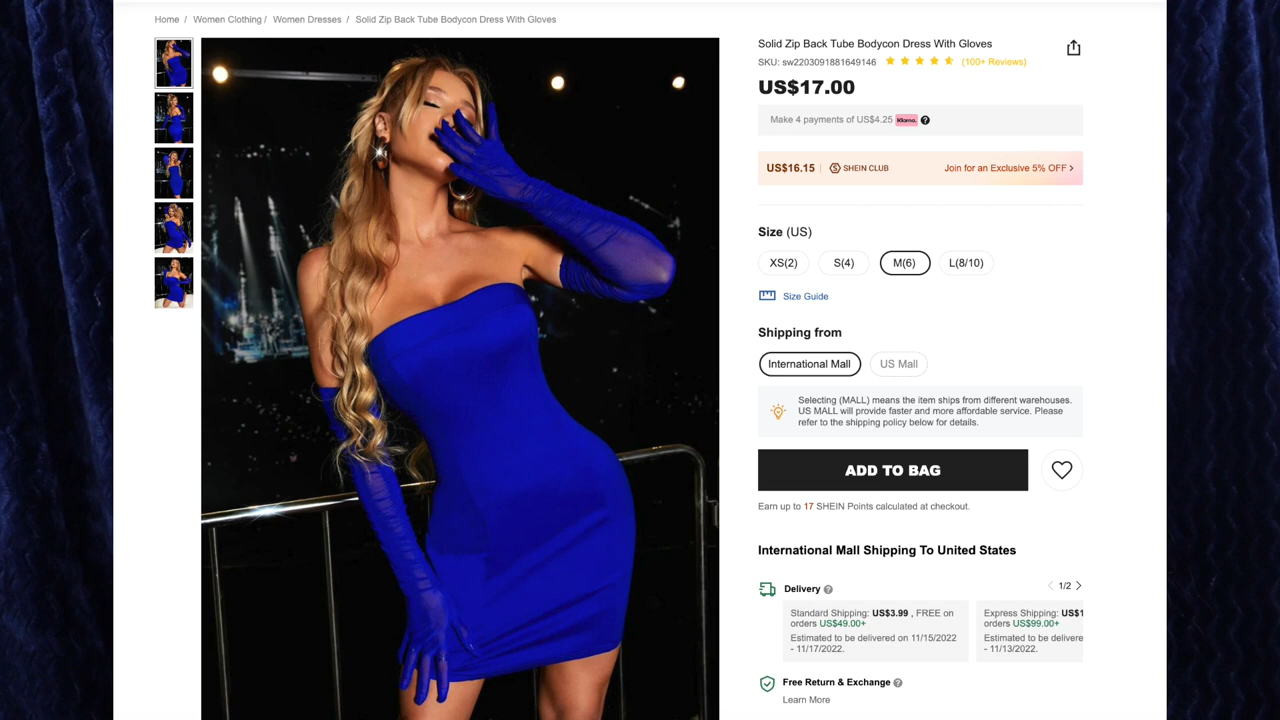 Home / Women Clothing / Women Dresses / Solid Zip Back Tube Bodycon Dress With Gloves
Solid Zip Back Tube Bodycon Dress With Gloves
SKU: sw2203091881649146 (100+ Reviews)
US$17.00
Make 4 payments of US$4.25 Klarna. ?
US$16.15 | S SHEIN CLUB Join for an Exclusive 5% OFF >
Size (US)
XS(2) S(4) M(6) L(8/10)
Size Guide
Shipping from
International Mall US Mall
Selecting (MALL) means the item ships from different warehouses.
US MALL will provide faster and more affordable service. Please
refer to the shipping policy below for details.
ADD TO BAG
Earn up to 17 SHEIN Points calculated at checkout.
International Mall Shipping To United States
Delivery ? < 1/2 >
Standard Shipping: US$3.99 , FREE on
orders US$49.00+
Estimated to be delivered on 11/15/2022
- 11/17/2022.
Express Shipping: US$1
orders US$99.00+
Estimated to be delivere
- 11/13/2022.
Free Return & Exchange ?
Learn More